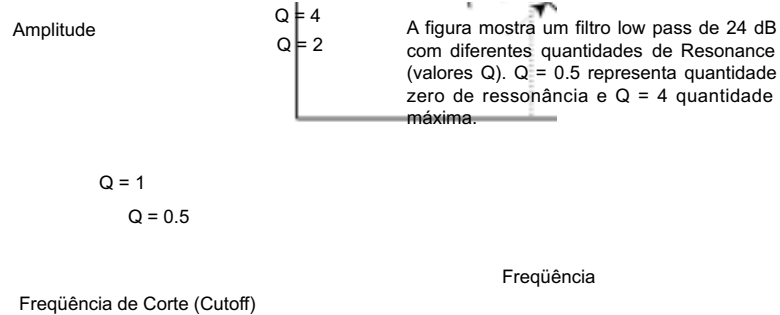 Amplitude
Q = 4
Q = 2
A figura mostra um filtro low pass de 24 dB
com diferentes quantidades de Resonance
(valores Q). Q = 0.5 representa quantidade
zero de ressonância e Q = 4 quantidade
máxima.
Q = 1
Q = 0.5
Freqüência
Freqüência de Corte (Cutoff)